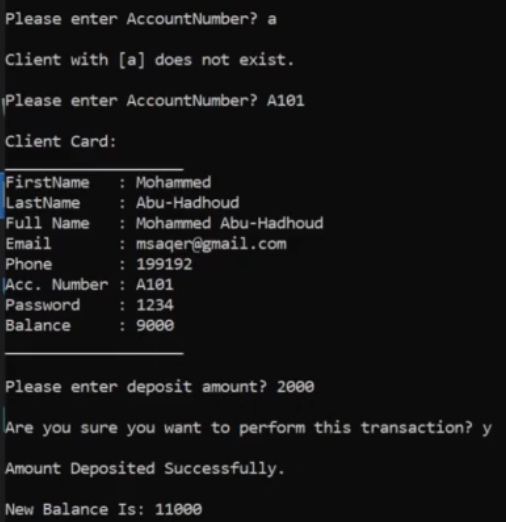 Please enter AccountNumber? a
Client with [a] does not exist.
Please enter AccountNumber? A101
Client Card:
FirstName   : Mohammed
LastName    : Abu-Hadhoud
Full Name   : Mohammed Abu-Hadhoud
Email       : msaqer@gmail.com
Phone       : 199192
Acc. Number : A101
Password    : 1234
Balance     : 9000
Please enter deposit amount? 2000
Are you sure you want to perform this transaction? y
Amount Deposited Successfully.
New Balance Is: 11000